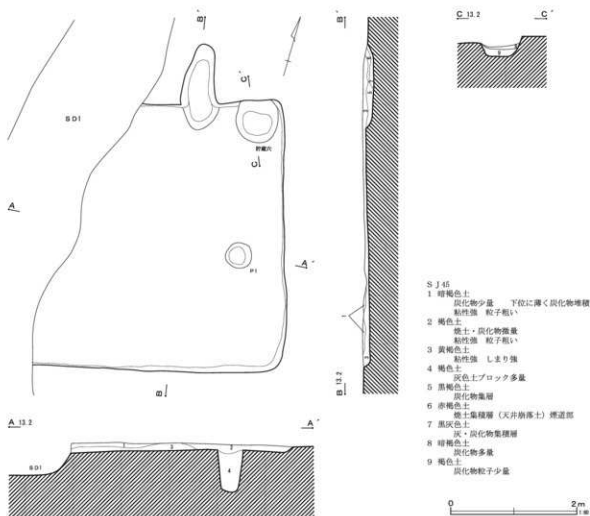 B'
C 13.2 C'
C'
SD1
貯蔵穴
C
A
A'
P1
B
B'
B 13.2
A 13.2 A'
SD1
4
SJ45
1 暗褐色土
炭化物少量 下位に薄く炭化物堆積
粘性強 粒子粗い
2 褐色土
焼土・炭化物微量
粘性強 粒子粗い
3 黄褐色土
粘性強 しまり強
4 褐色土
灰色土ブロック多量
5 黒褐色土
炭化物集層
6 赤褐色土
焼土集積層（天井崩落土）煙道部
7 黒灰色土
灰・炭化物集積層
8 暗褐色土
炭化物多量
9 褐色土
炭化物粒子少量
0 2m